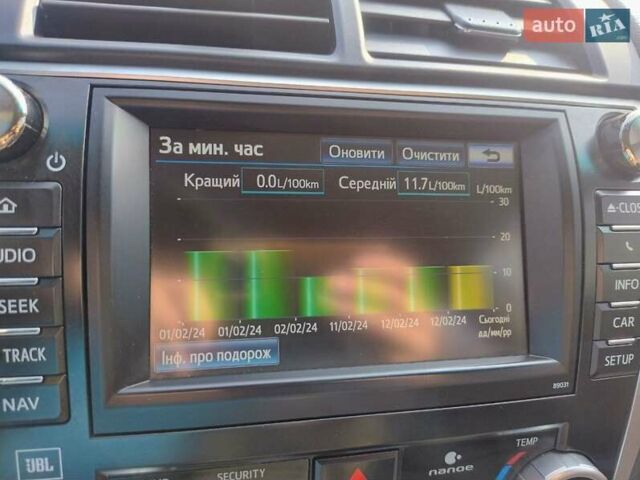 auto RIA
.com
За мин. час
Оновити Очистити
Кращий 0.0L/100km Середній 11.7L/100km L/100km
30
20
10
0
01/02/24 01/02/24 02/02/24 11/02/24 12/02/24 12/02/24 Сьогодні
дд/мм/рр
Інф. про подорож
89031
AUDIO
SEEK
TRACK
NAV
JBL
CLOS
INFO
CAR
SETUP
SECURITY
nanoe
TEMP